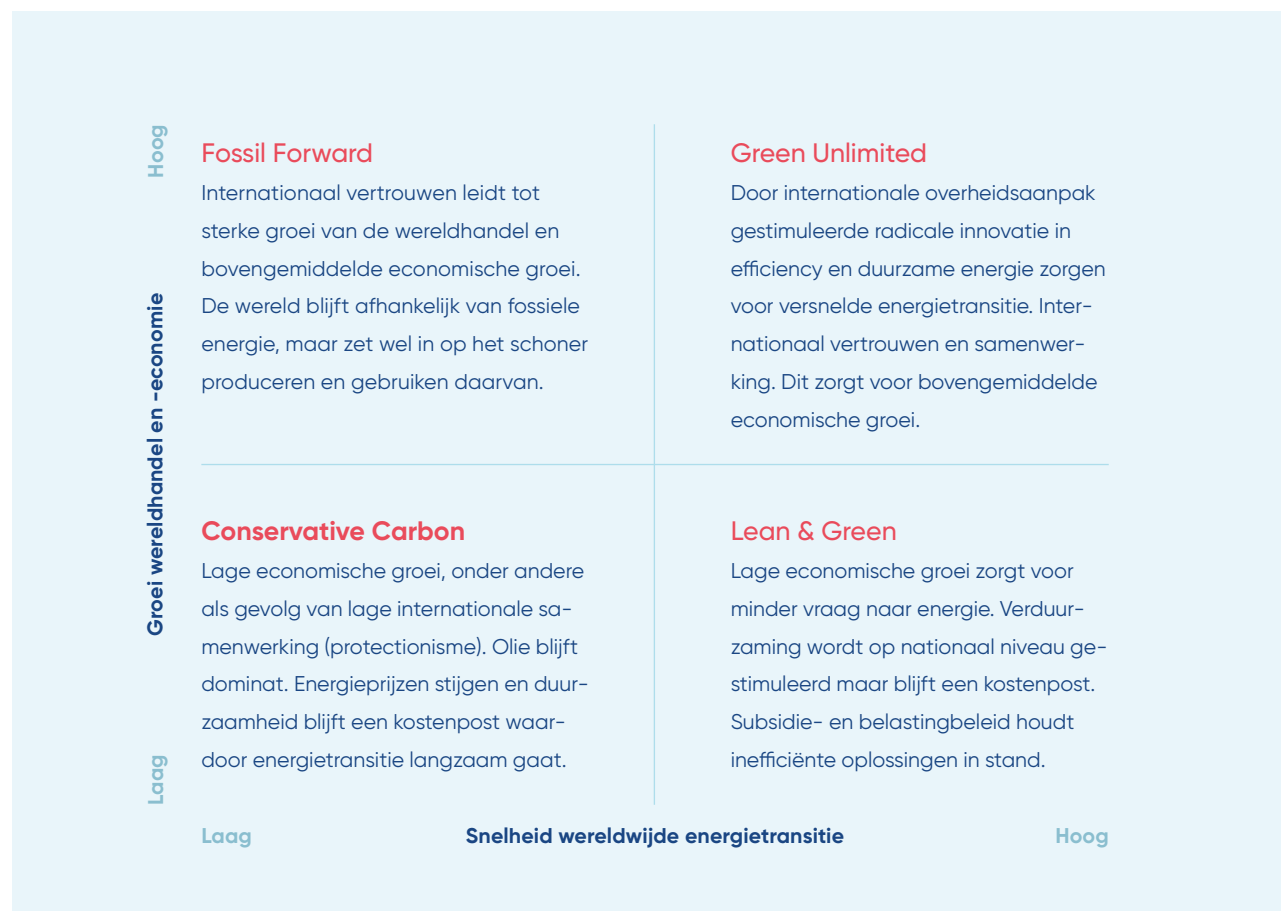 Hoog
Groei wereldhandel en -economie
Laag
Fossil Forward
Internationaal vertrouwen leidt tot
sterke groei van de wereldhandel en
bovengemiddelde economische groei.
De wereld blijft afhankelijk van fossiele
energie, maar zet wel in op het schoner
produceren en gebruiken daarvan.
Green Unlimited
Door internationale overheidsaanpak
gestimuleerde radicale innovatie in
efficiency en duurzame energie zorgen
voor versnelde energietransitie. Inter-
nationaal vertrouwen en samenwer-
king. Dit zorgt voor bovengemiddelde
economische groei.
Conservative Carbon
Lage economische groei, onder andere
als gevolg van lage internationale sa-
menwerking (protectionisme). Olie blijft
dominat. Energieprijzen stijgen en duur-
zaamheid blijft een kostenpost waar-
door energietransitie langzaam gaat.
Lean & Green
Lage economische groei zorgt voor
minder vraag naar energie. Verduur-
zaming wordt op nationaal niveau ge-
stimuleerd maar blijft een kostenpost.
Subsidie- en belastingbeleid houdt
inefficiënte oplossingen in stand.
Laag
Snelheid wereldwijde energietransitie
Hoog